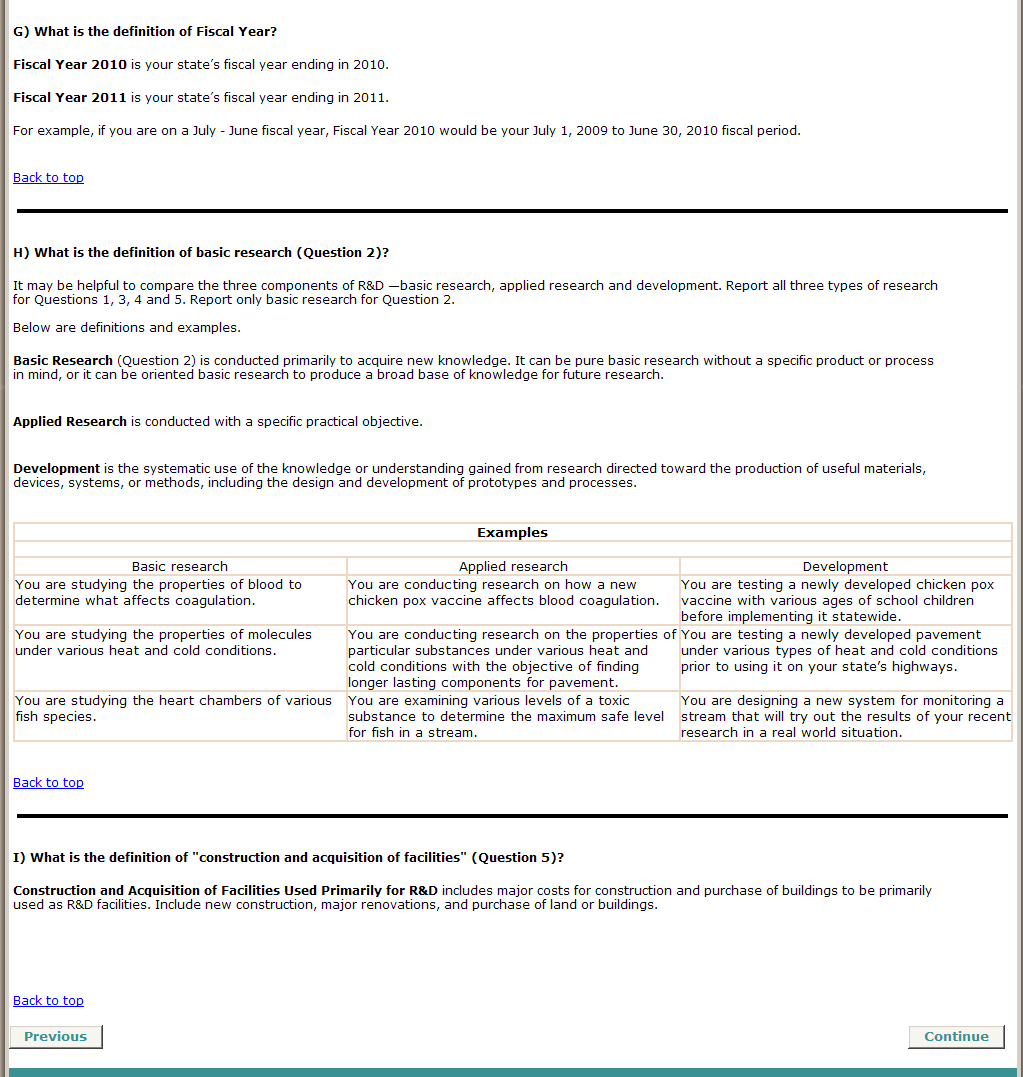 G) What is the definition of Fiscal Year?
Fiscal Year 2010 is your state's fiscal year ending in 2010.
Fiscal Year 2011 is your state's fiscal year ending in 2011.
For example, if you are on a July - June fiscal year, Fiscal Year 2010 would be your July 1, 2009 to June 30, 2010 fiscal period.
Back to top
H) What is the definition of basic research (Question 2)?
It may be helpful to compare the three components of R&D —basic research, applied research and development. Report all three types of research
for Questions 1, 3, 4 and 5. Report only basic research for Question 2.
Below are definitions and examples.
Basic Research (Question 2) is conducted primarily to acquire new knowledge. It can be pure basic research without a specific product or process
in mind, or it can be oriented basic research to produce a broad base of knowledge for future research.
Applied Research is conducted with a specific practical objective.
Development is the systematic use of the knowledge or understanding gained from research directed toward the production of useful materials,
devices, systems, or methods, including the design and development of prototypes and processes.
Examples
Basic research
Applied research
Development
You are studying the properties of blood to
determine what affects coagulation.
You are conducting research on how a new
chicken pox vaccine affects blood coagulation.
You are testing a newly developed chicken pox
vaccine with various ages of school children
before implementing it statewide.
You are studying the properties of molecules
under various heat and cold conditions.
You are conducting research on the properties of
particular substances under various heat and
cold conditions with the objective of finding
longer lasting components for pavement.
You are testing a newly developed pavement
under various types of heat and cold conditions
prior to using it on your state's highways.
You are studying the heart chambers of various
fish species.
You are examining various levels of a toxic
substance to determine the maximum safe level
for fish in a stream.
You are designing a new system for monitoring a
stream that will try out the results of your recent
research in a real world situation.
Back to top
I) What is the definition of "construction and acquisition of facilities" (Question 5)?
Construction and Acquisition of Facilities Used Primarily for R&D includes major costs for construction and purchase of buildings to be primarily
used as R&D facilities. Include new construction, major renovations, and purchase of land or buildings.
Back to top
Previous
Continue